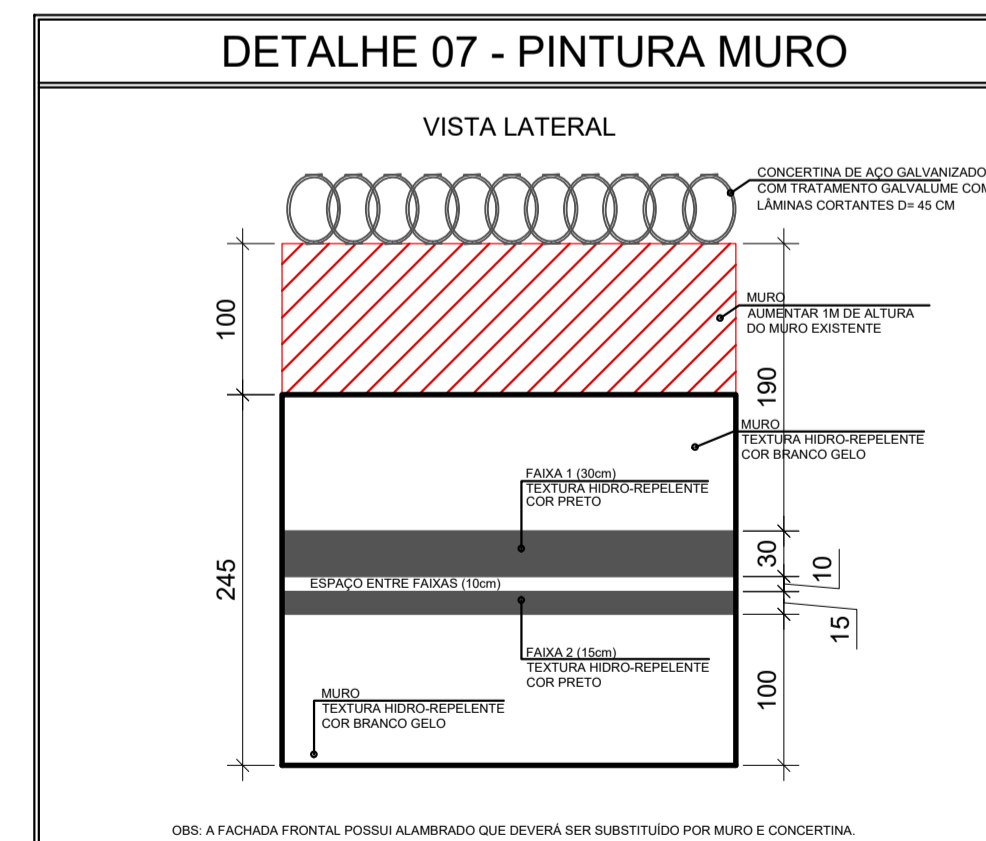 DETALHE 07 - PINTURA MURO
VISTA LATERAL
CONCERTINA DE AÇO GALVANIZADO
COM TRATAMENTO GALVALUME COM
LÂMINAS CORTANTES D= 45 CM
100
MURO
AUMENTAR 1M DE ALTURA
DO MURO EXISTENTE
190
MURO
TEXTURA HIDRO-REPELENTE
COR BRANCO GELO
FAIXA 1 (30cm)
TEXTURA HIDRO-REPELENTE
COR PRETO
245
30
10
ESPAÇO ENTRE FAIXAS (10cm)
15
FAIXA 2 (15cm)
TEXTURA HIDRO-REPELENTE
COR PRETO
100
MURO
TEXTURA HIDRO-REPELENTE
COR BRANCO GELO
OBS: A FACHADA FRONTAL POSSUI ALAMBRADO QUE DEVERÁ SER SUBSTITUÍDO POR MURO E CONCERTINA.